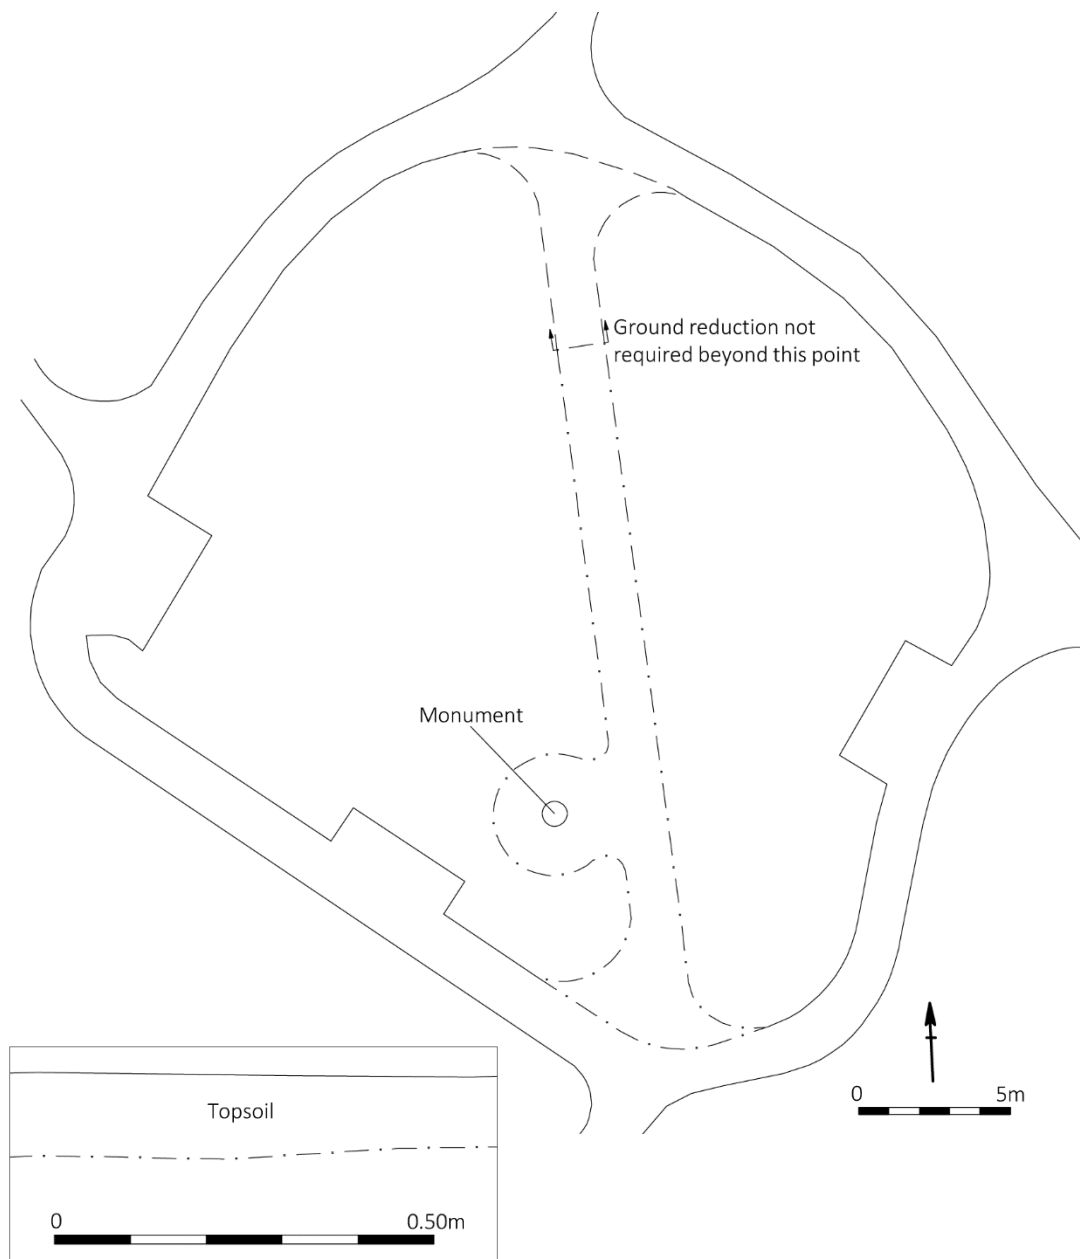 Ground reduction not
required beyond this point
Monument
0 5m
Topsoil
0 0.50m